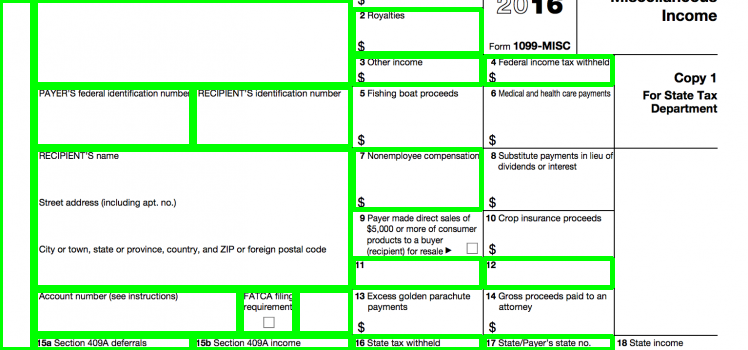 $
2016
Miscellaneous
Income
2 Royalties
$
Form 1099-MISC
3 Other income
$
4 Federal income tax withheld
$
Copy 1
For State Tax
Department
PAYER'S federal identification number
RECIPIENT'S identification number
5 Fishing boat proceeds
$
6 Medical and health care payments
$
RECIPIENT'S name
7 Nonemployee compensation
$
8 Substitute payments in lieu of
dividends or interest
$
Street address (including apt. no.)
9 Payer made direct sales of
$5,000 or more of consumer
products to a buyer
(recipient) for resale ▶
10 Crop insurance proceeds
$
City or town, state or province, country, and ZIP or foreign postal code
11
12
Account number (see instructions)
FATCA filing
requirement
13 Excess golden parachute
payments
$
14 Gross proceeds paid to an
attorney
$
15a Section 409A deferrals
15b Section 409A income
16 State tax withheld
17 State/Payer's state no.
18 State income